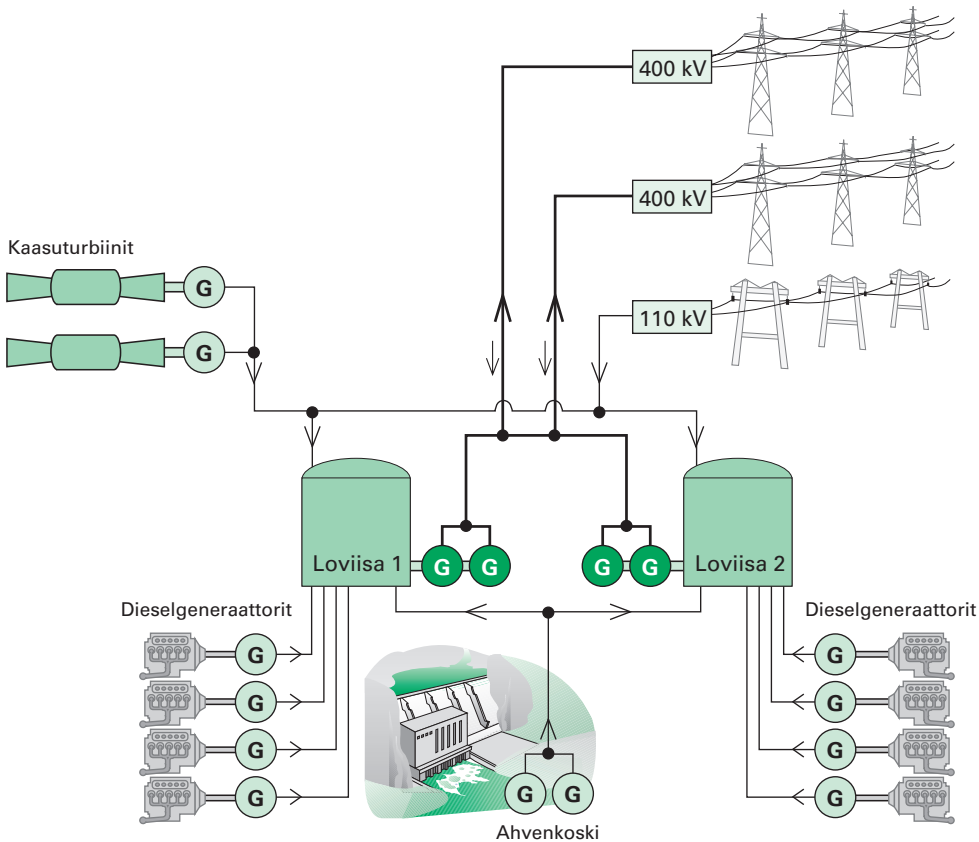 400 kV
400 kV
Kaasuturbiinit
G
110 kV
G
Loviisa 1
G
G
G
G
Loviisa 2
Dieselgeneraattorit
Dieselgeneraattorit
G
G
G
G
G
G
G
G
G
G
Ahvenkoski